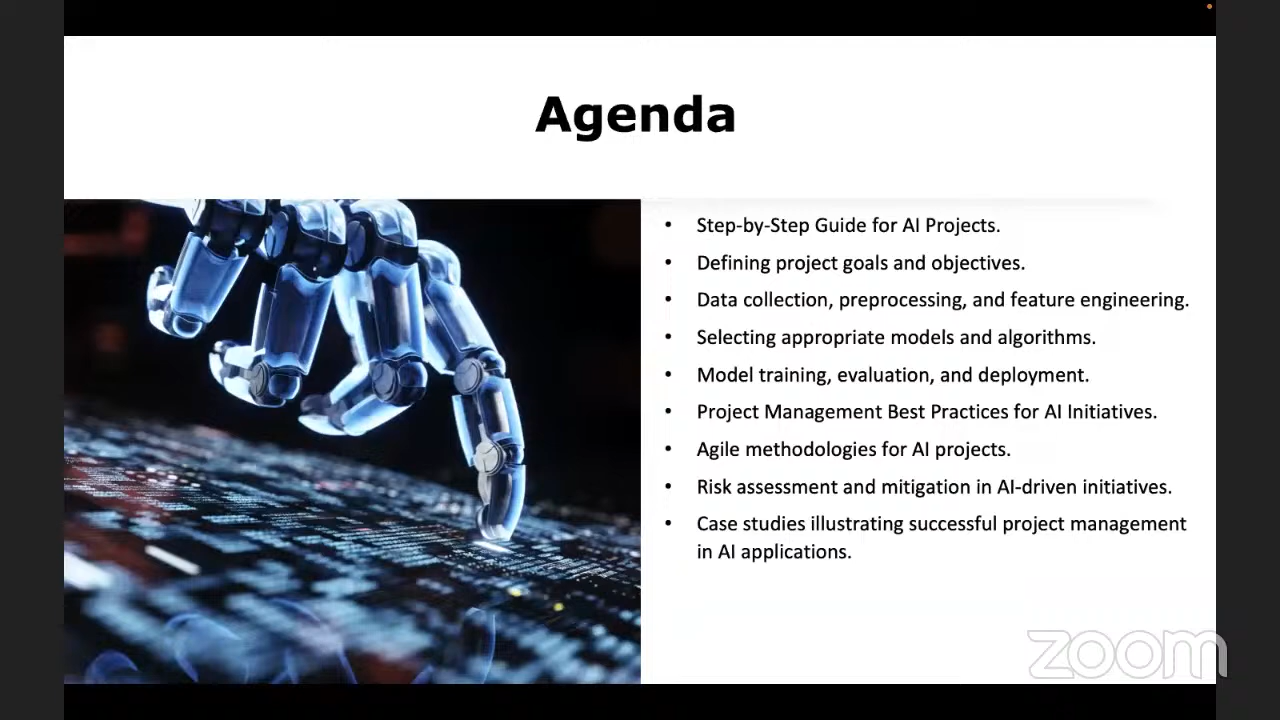 Agenda
• Step-by-Step Guide for AI Projects.
• Defining project goals and objectives.
• Data collection, preprocessing, and feature engineering.
• Selecting appropriate models and algorithms.
• Model training, evaluation, and deployment.
• Project Management Best Practices for AI Initiatives.
• Agile methodologies for AI projects.
• Risk assessment and mitigation in AI-driven initiatives.
• Case studies illustrating successful project management
in AI applications.
zoom